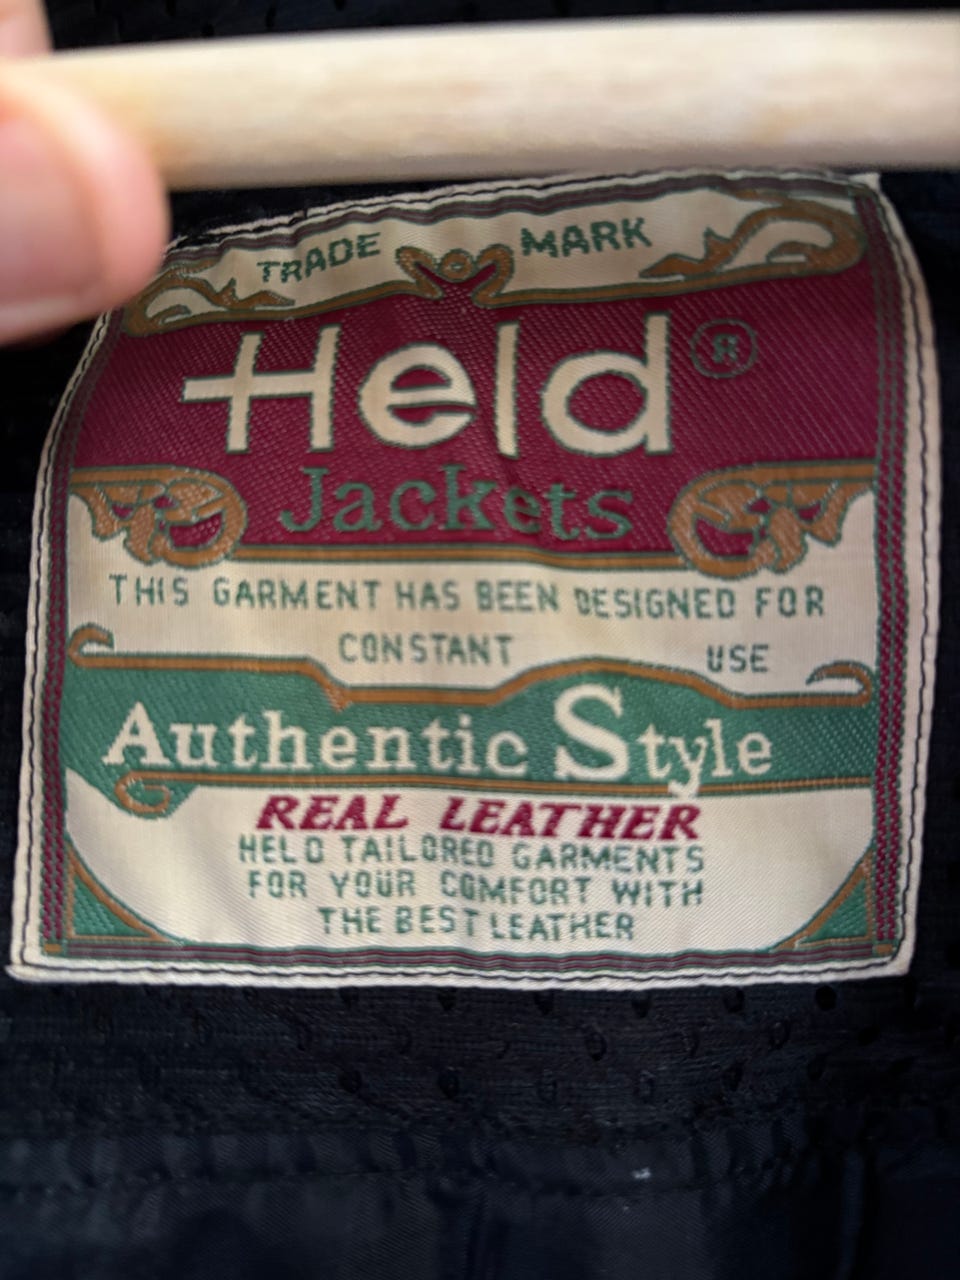 TRADE MARK
Held ®
Jackets
THIS GARMENT HAS BEEN DESIGNED FOR
CONSTANT USE
Authentic Style
REAL LEATHER
HELD TAILORED GARMENTS
FOR YOUR COMFORT WITH
THE BEST LEATHER